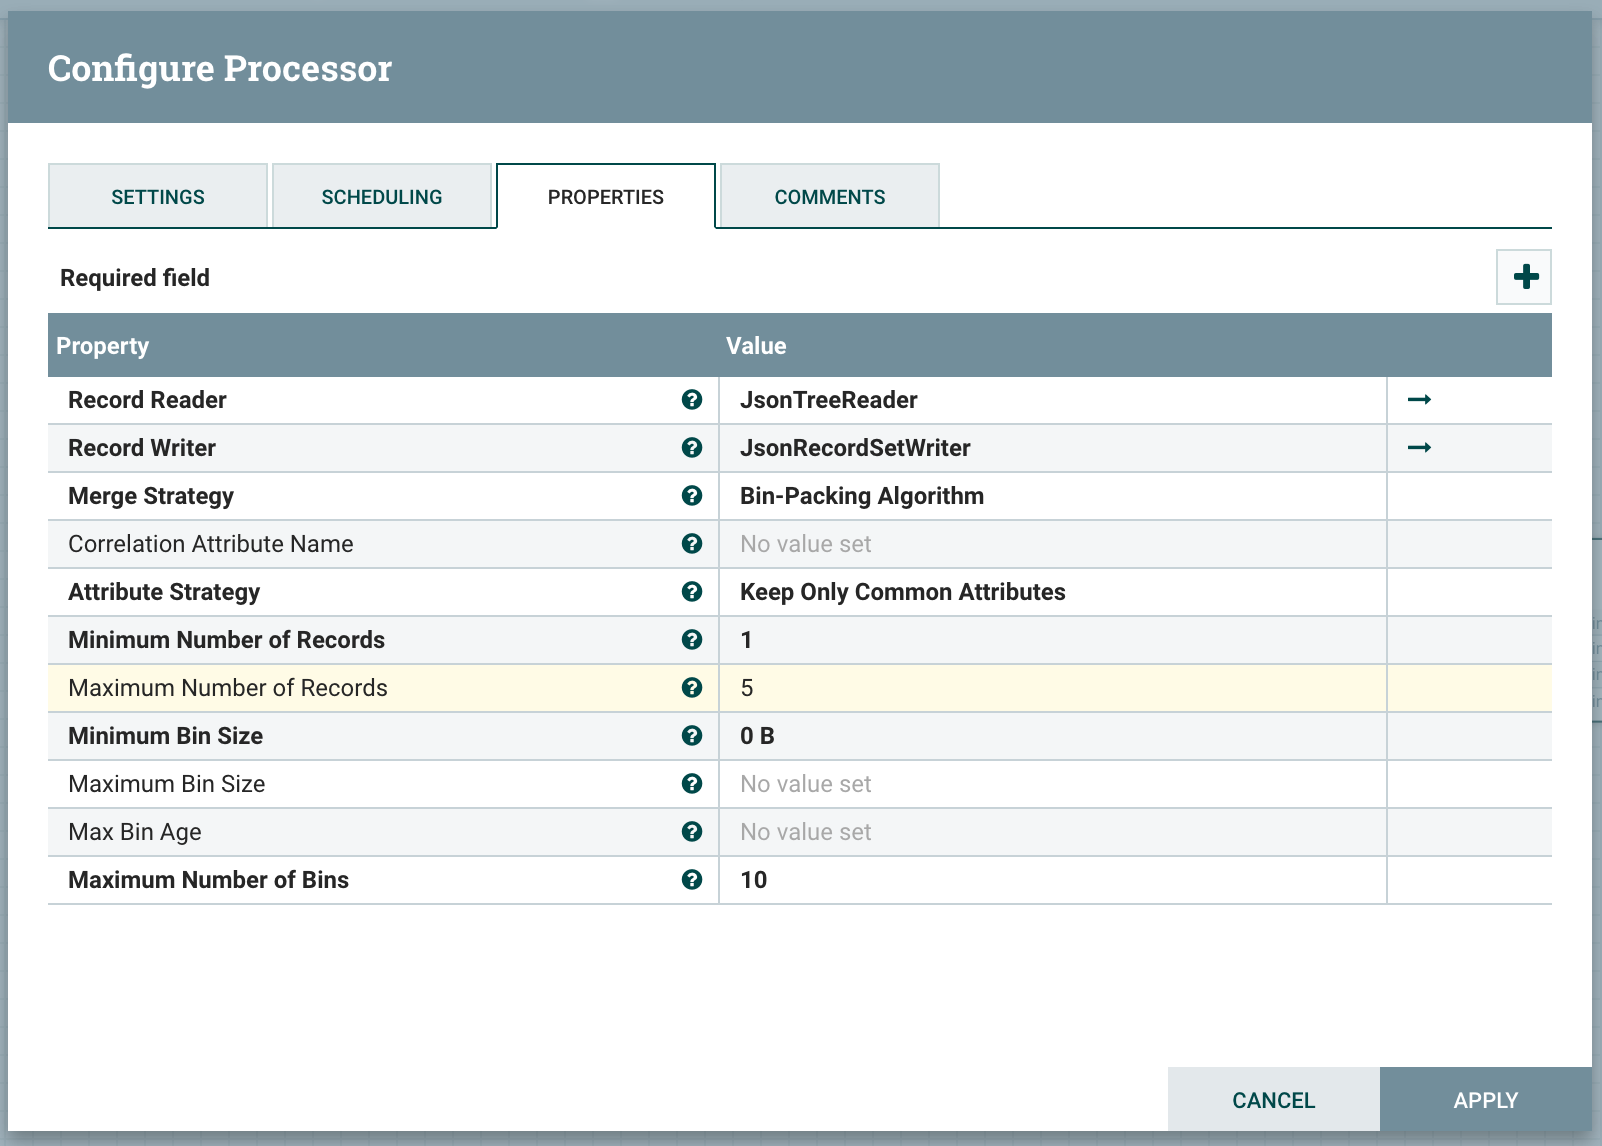 Configure Processor
SETTINGS SCHEDULING PROPERTIES COMMENTS
Required field
Property Value
Record Reader JsonTreeReader
Record Writer JsonRecordSetWriter
Merge Strategy Bin-Packing Algorithm
Correlation Attribute Name No value set
Attribute Strategy Keep Only Common Attributes
Minimum Number of Records 1
Maximum Number of Records 5
Minimum Bin Size 0 B
Maximum Bin Size No value set
Max Bin Age No value set
Maximum Number of Bins 10
CANCEL APPLY